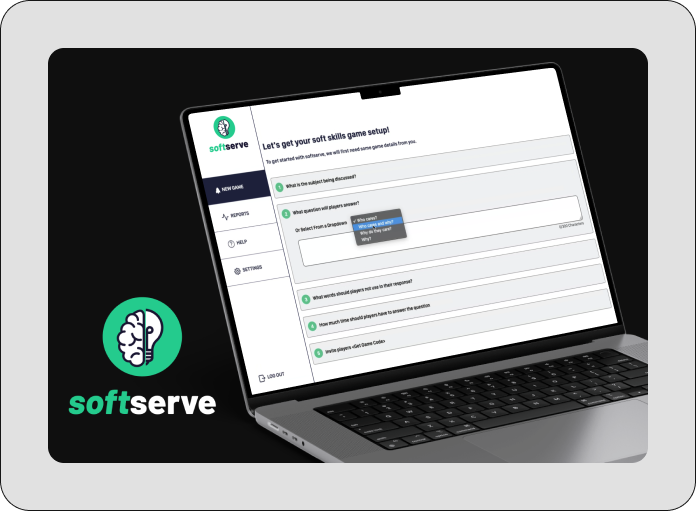 softserve
Let's get your soft skills game setup!
To get started with softserve, we will first need some game details from you.
NEW GAME
REPORTS
HELP
SETTINGS
LOG OUT
1 What is the subject being discussed?
2 What question will players answer?
Or Select From a Dropdown
✓ Who cares?
Who cares and why?
Why do they care?
Why?
3 What words should players not use in their response?
4 How much time should players have to answer the question
5 Invite players <Get Game Code>
softserve